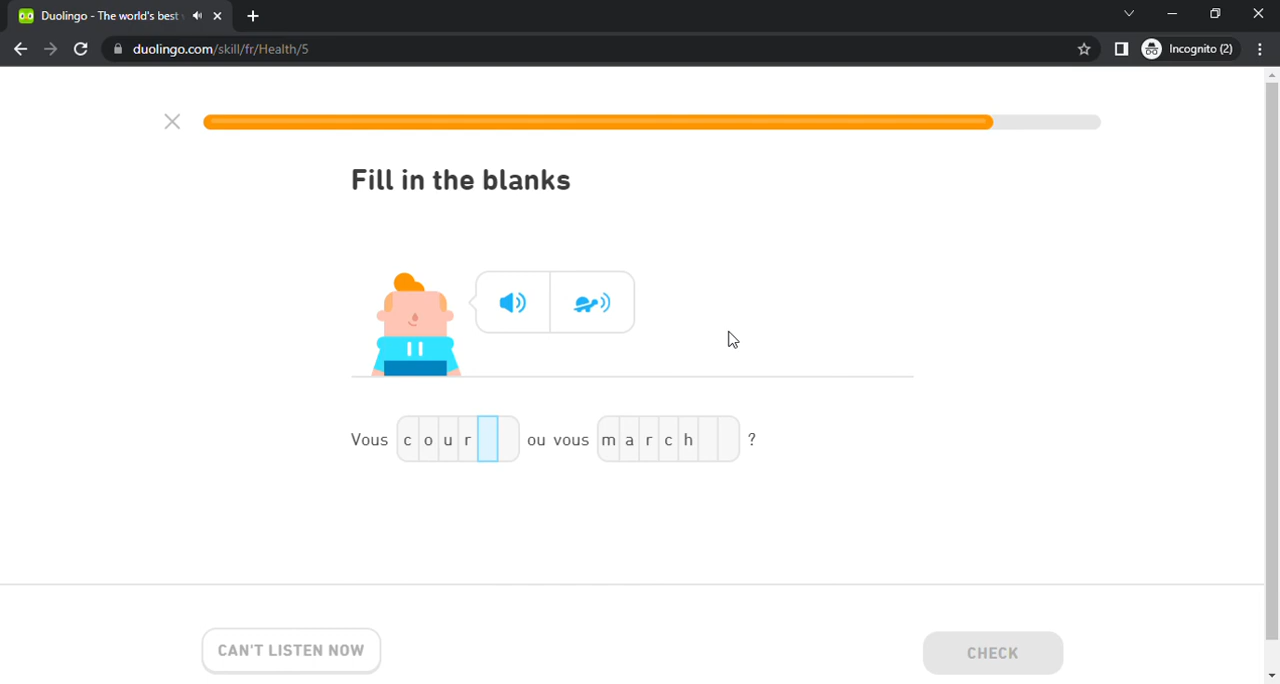 Duolingo - The world's best
duolingo.com/skill/fr/Health/5
Incognito (2)
Fill in the blanks
Vous cour ou vous march ?
CAN'T LISTEN NOW
CHECK